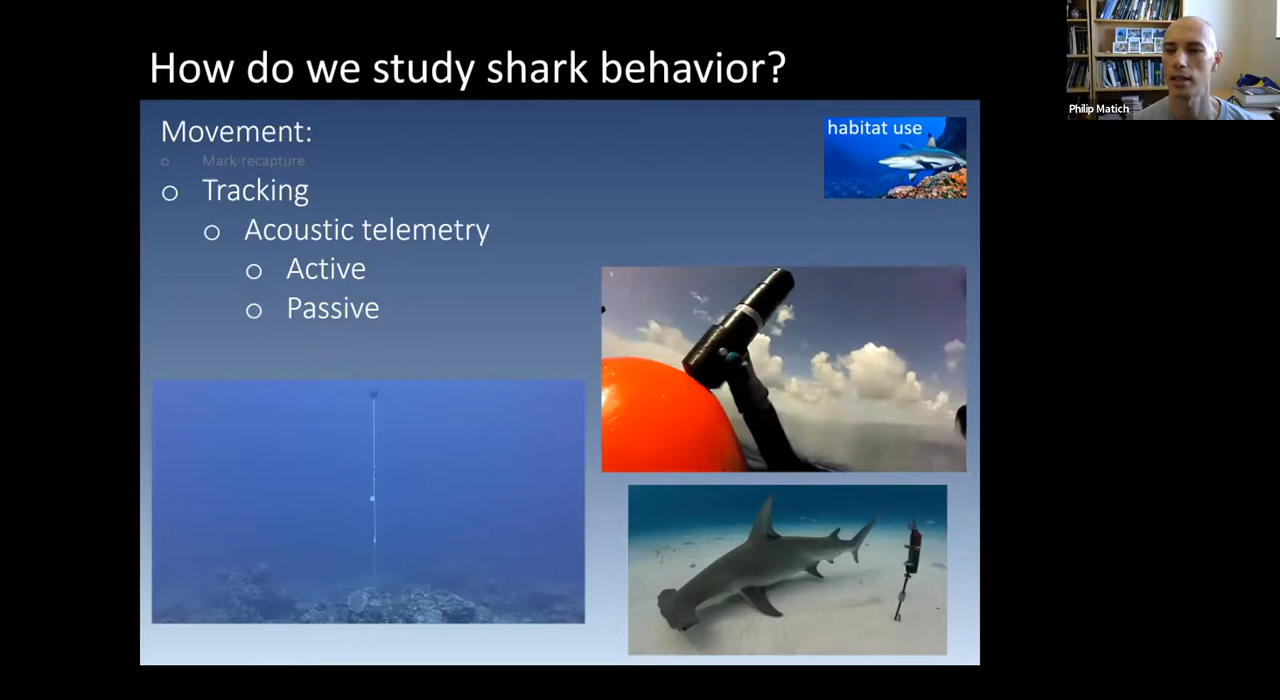 How do we study shark behavior?
Movement:
Mark-recapture
Tracking
Acoustic telemetry
Active
Passive
habitat use
Philip Matich